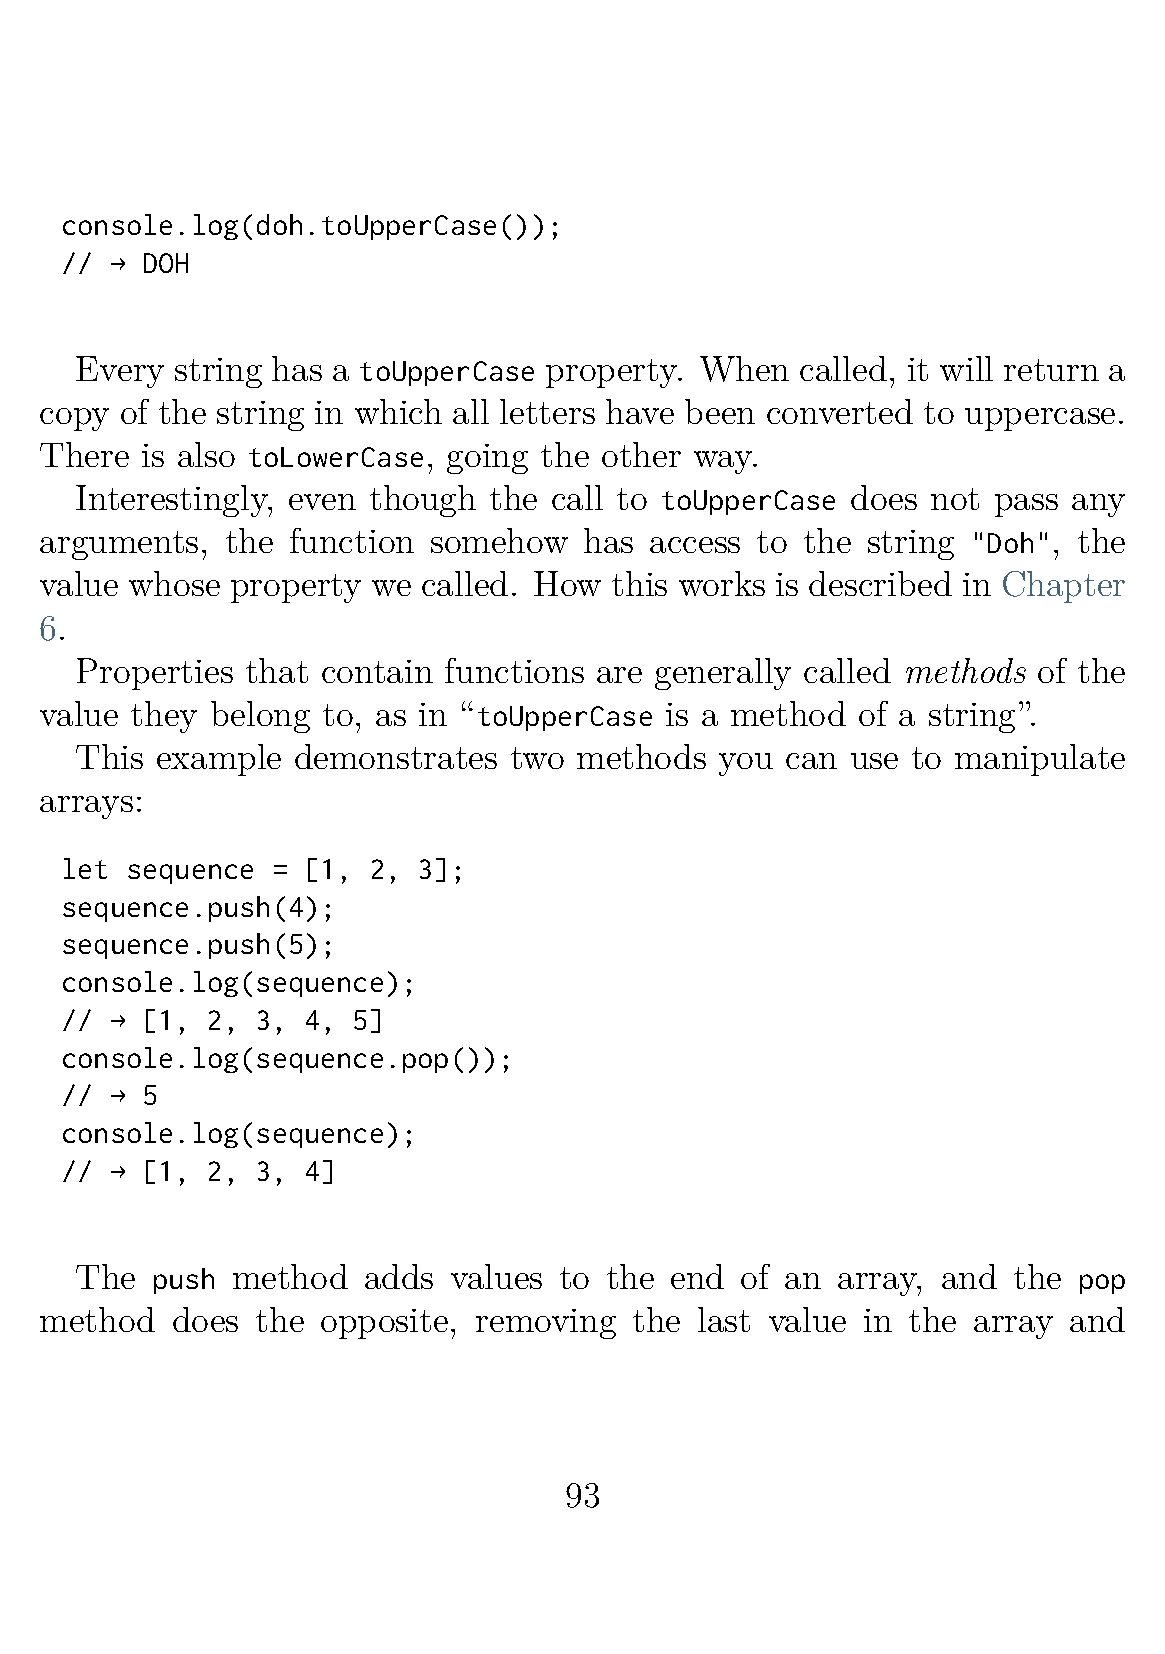 console.log(doh.toUpperCase());
// → DOH
Every string has a toUpperCase property. When called, it will return a
copy of the string in which all letters have been converted to uppercase.
There is also toLowerCase, going the other way.
Interestingly, even though the call to toUpperCase does not pass any
arguments, the function somehow has access to the string "Doh", the
value whose property we called. How this works is described in Chapter
6.
Properties that contain functions are generally called methods of the
value they belong to, as in “toUpperCase is a method of a string”.
This example demonstrates two methods you can use to manipulate
arrays:
let sequence = [1, 2, 3];
sequence.push(4);
sequence.push(5);
console.log(sequence);
// → [1, 2, 3, 4, 5]
console.log(sequence.pop());
// → 5
console.log(sequence);
// → [1, 2, 3, 4]
The push method adds values to the end of an array, and the pop
method does the opposite, removing the last value in the array and
93